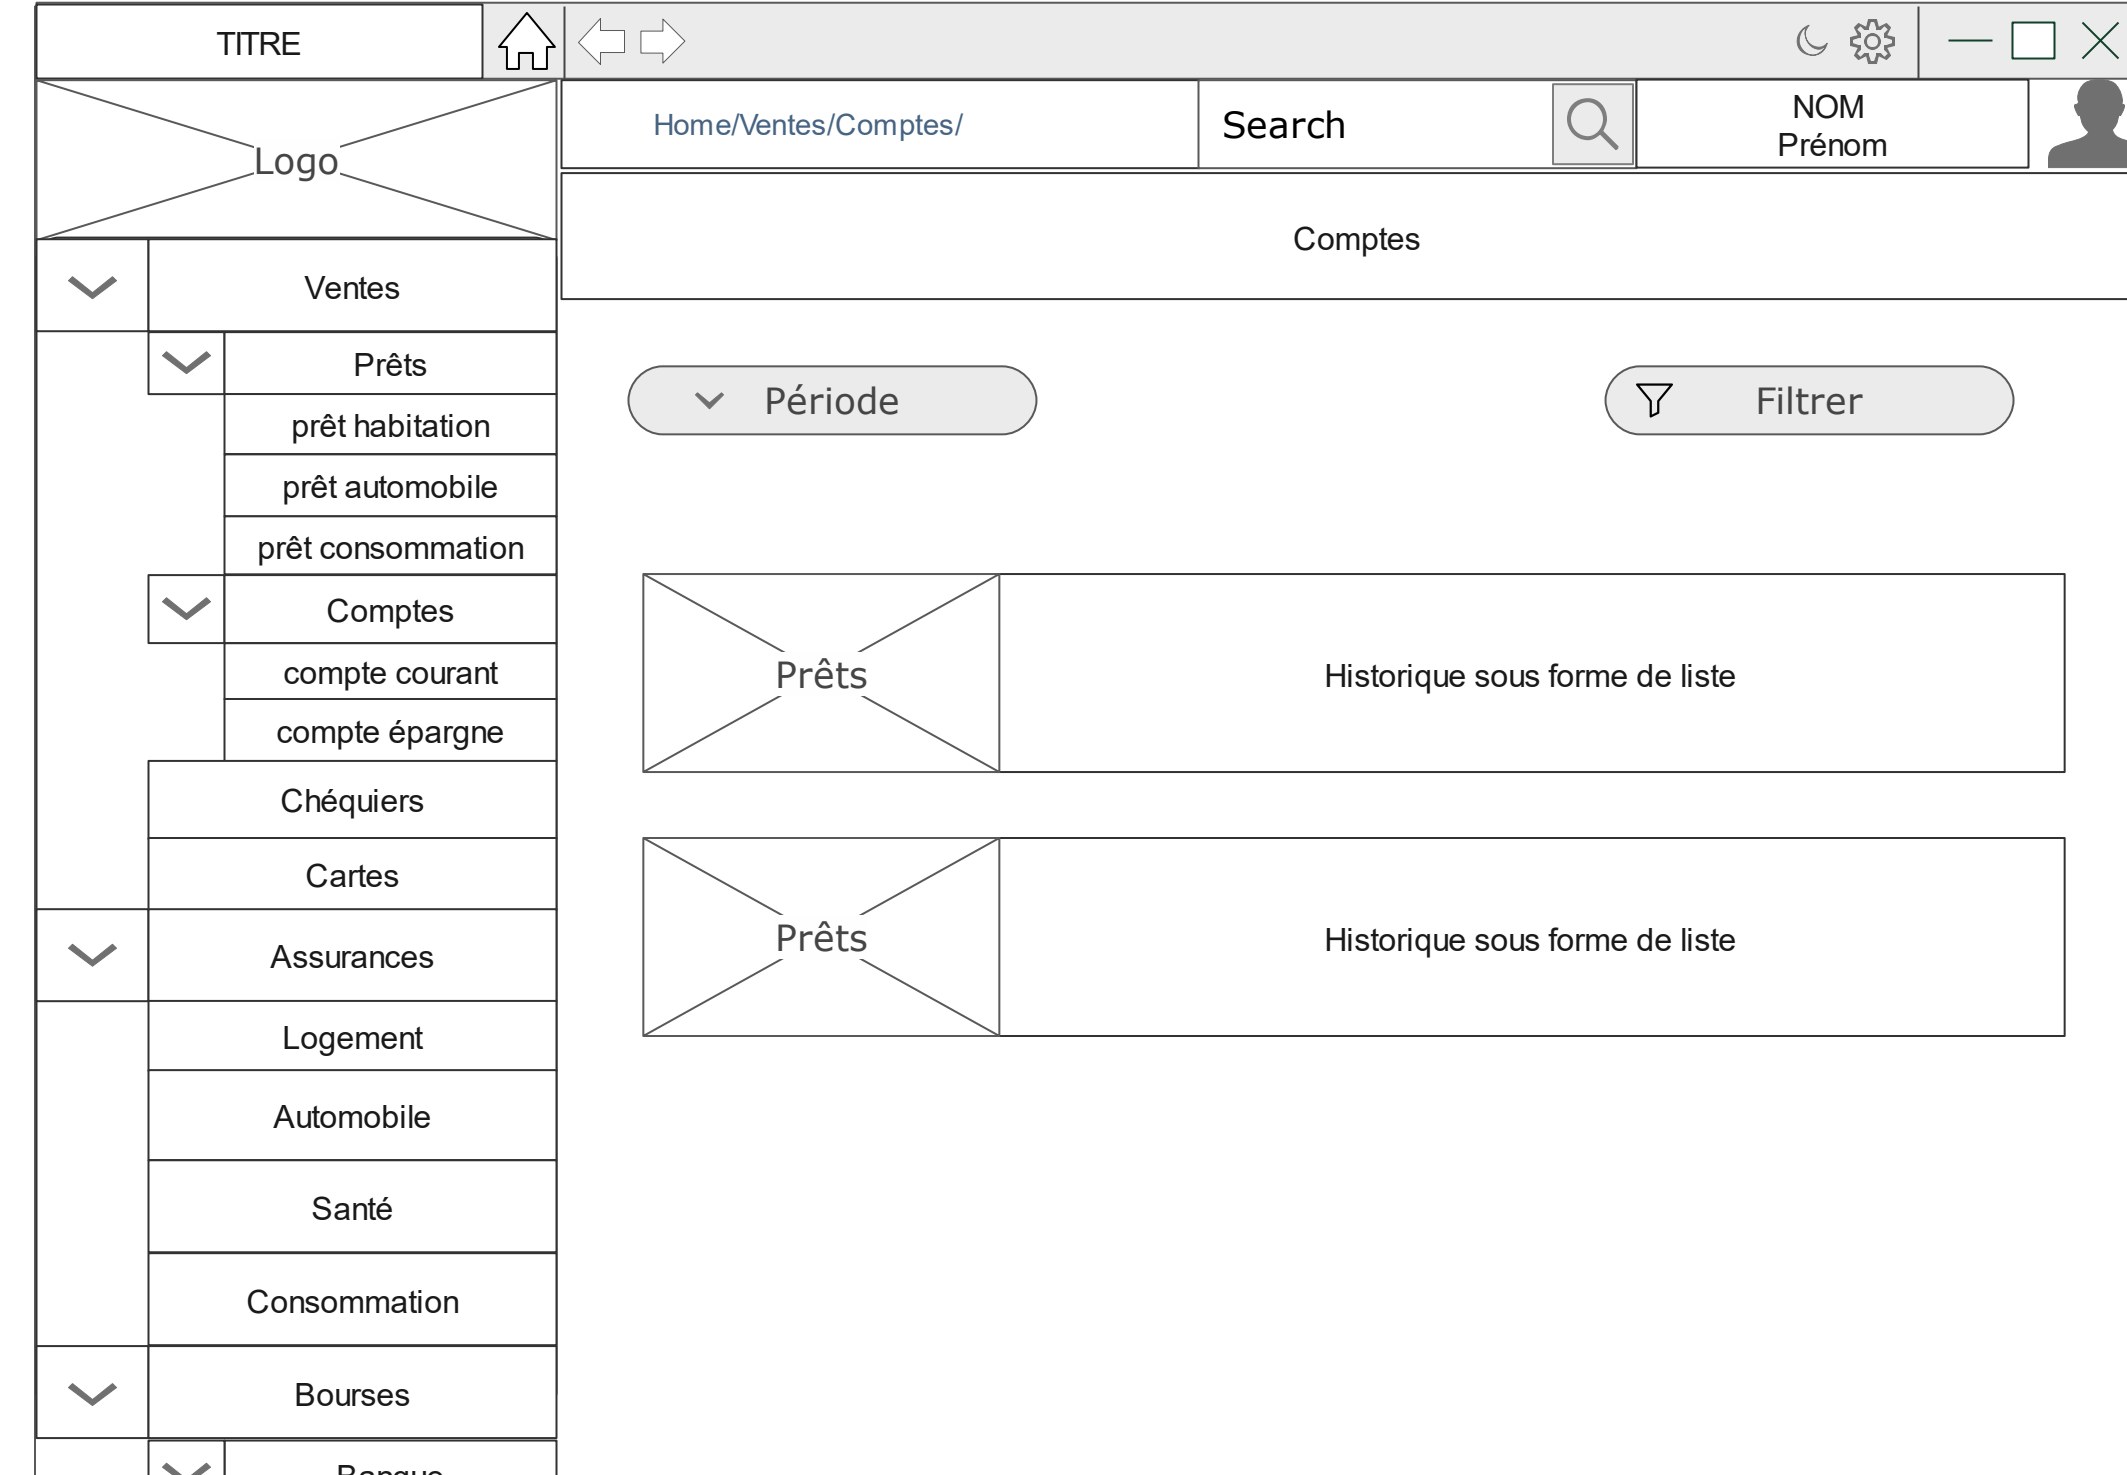 TITRE
Logo
Home/Ventes/Comptes/
Search
NOM
Prénom
Comptes
Ventes
Prêts
prêt habitation
prêt automobile
prêt consommation
Comptes
compte courant
compte épargne
Chéquiers
Cartes
Assurances
Logement
Automobile
Santé
Consommation
Bourses
Banque
Période
Filtrer
Prêts
Historique sous forme de liste
Prêts
Historique sous forme de liste